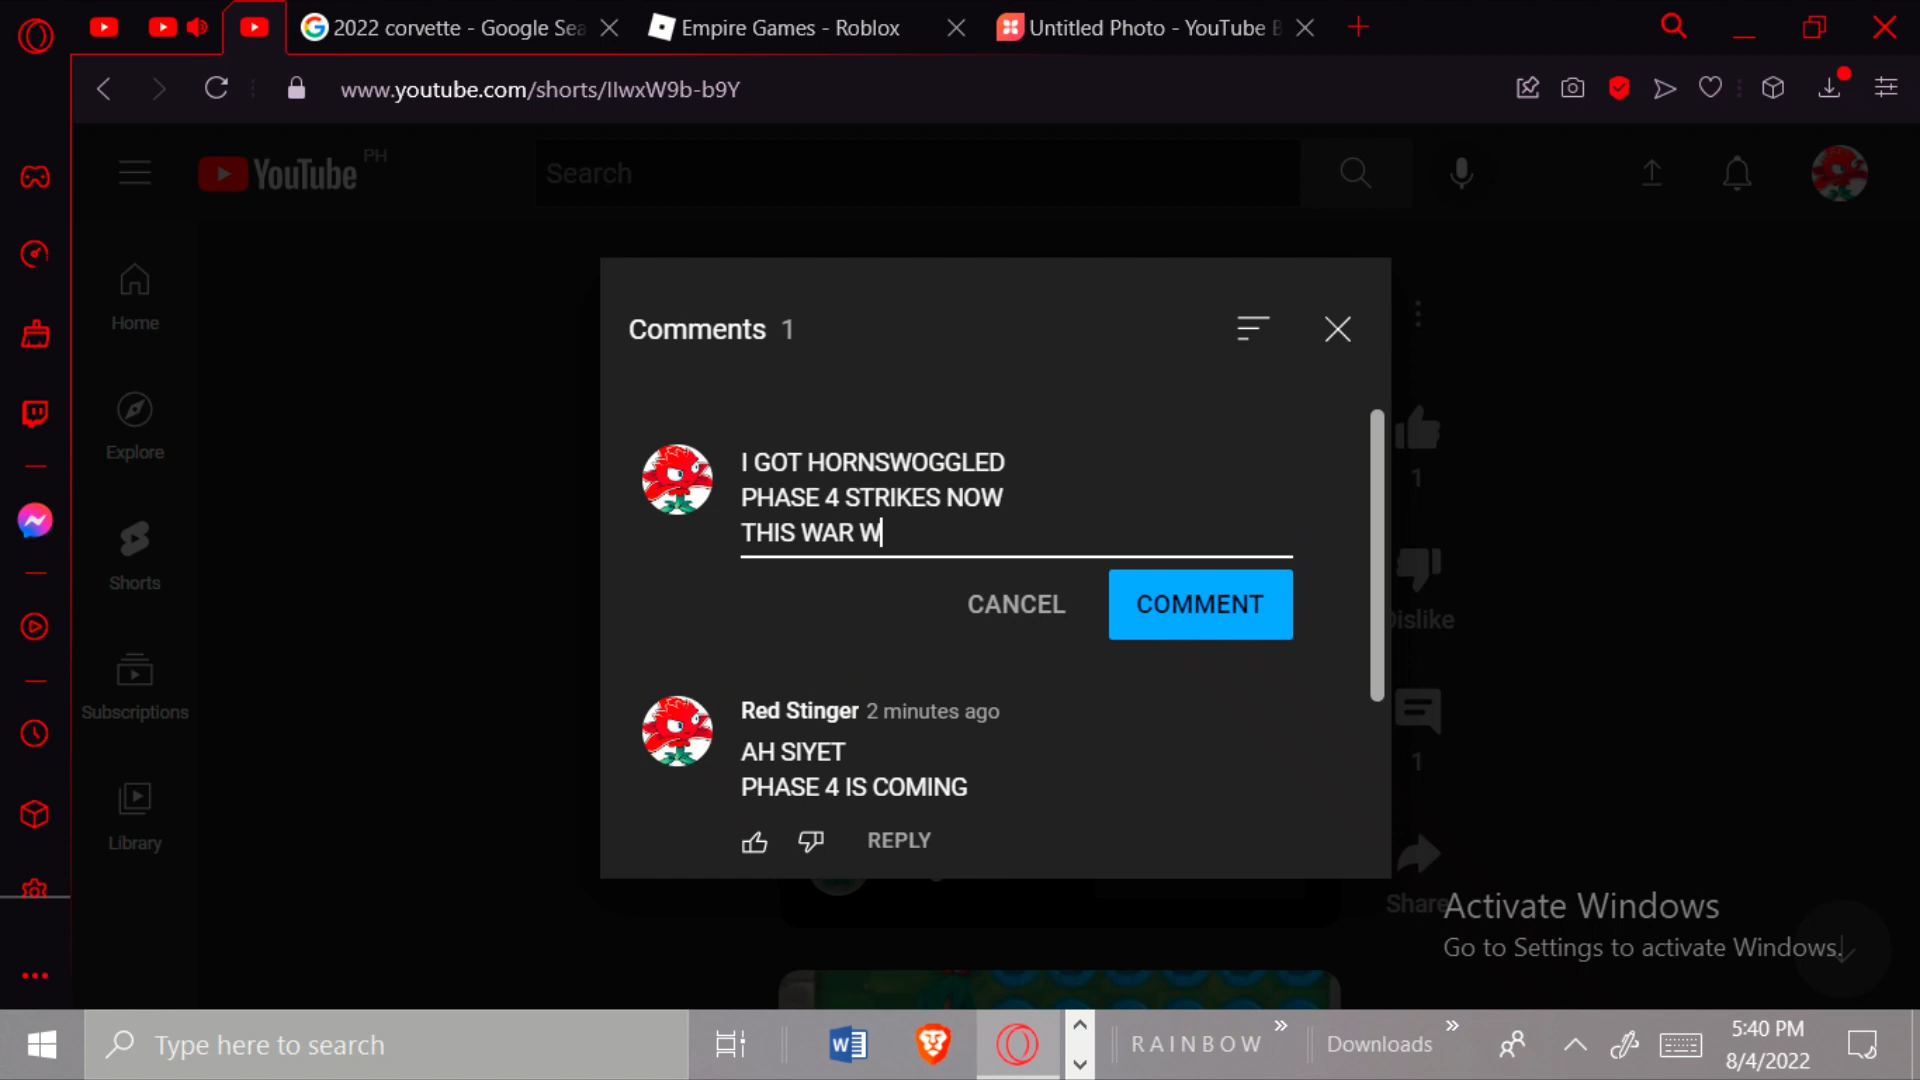 2022 corvette - Google Sea
Empire Games - Roblox
Untitled Photo - YouTube B
www.youtube.com/shorts/IIwxW9b-b9Y
YouTube PH
Search
Home
Explore
Shorts
Subscriptions
Library
Comments 1
I GOT HORNSWOGGLED
PHASE 4 STRIKES NOW
THIS WAR W
CANCEL
COMMENT
Red Stinger 2 minutes ago
AH SIYET
PHASE 4 IS COMING
REPLY
1
Dislike
1
Share
Activate Windows
Go to Settings to activate Windows.
Type here to search
RAINBOW
Downloads
5:40 PM
8/4/2022